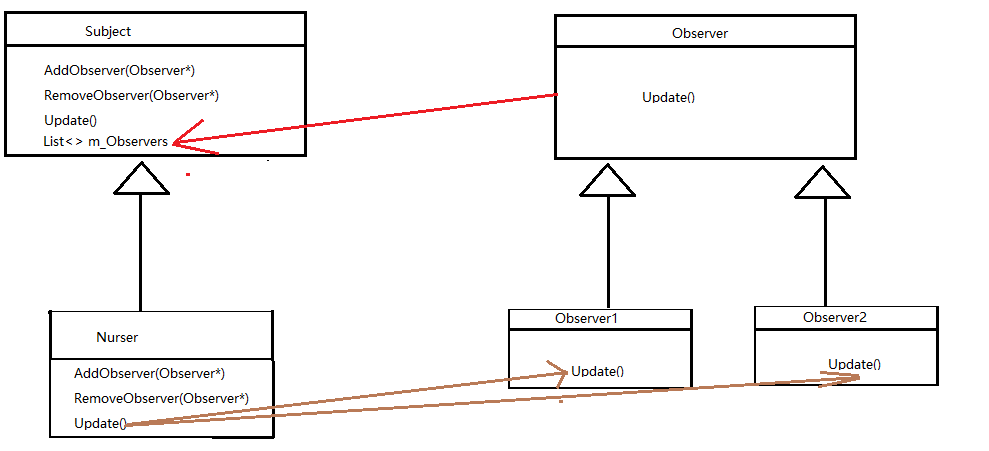 Subject
AddObserver(Observer*)
RemoveObserver(Observer*)
Update()
List<> m_Observers
Observer
Update()
Nurser
AddObserver(Observer*)
RemoveObserver(Observer*)
Update()
Observer1
Update()
Observer2
Update()